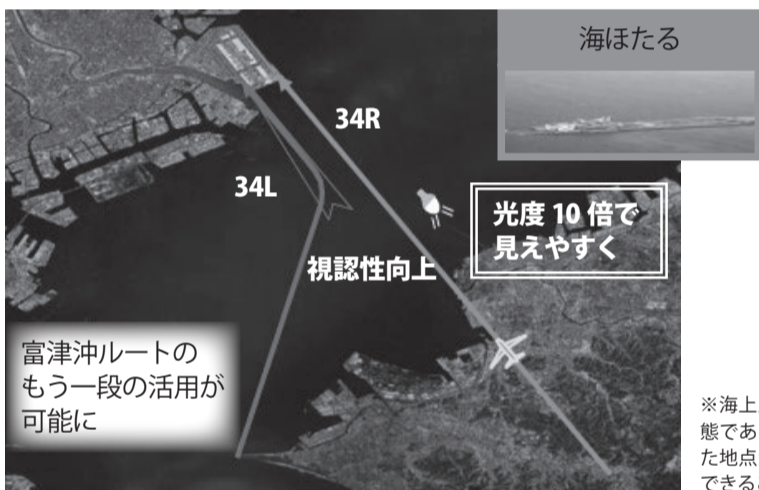 海ほたる
34R
34L
光度 10 倍で
見えやすく
視認性向上
富津沖ルートの
もう一段の活用が
可能に
※海上
態であ
た地点
できる